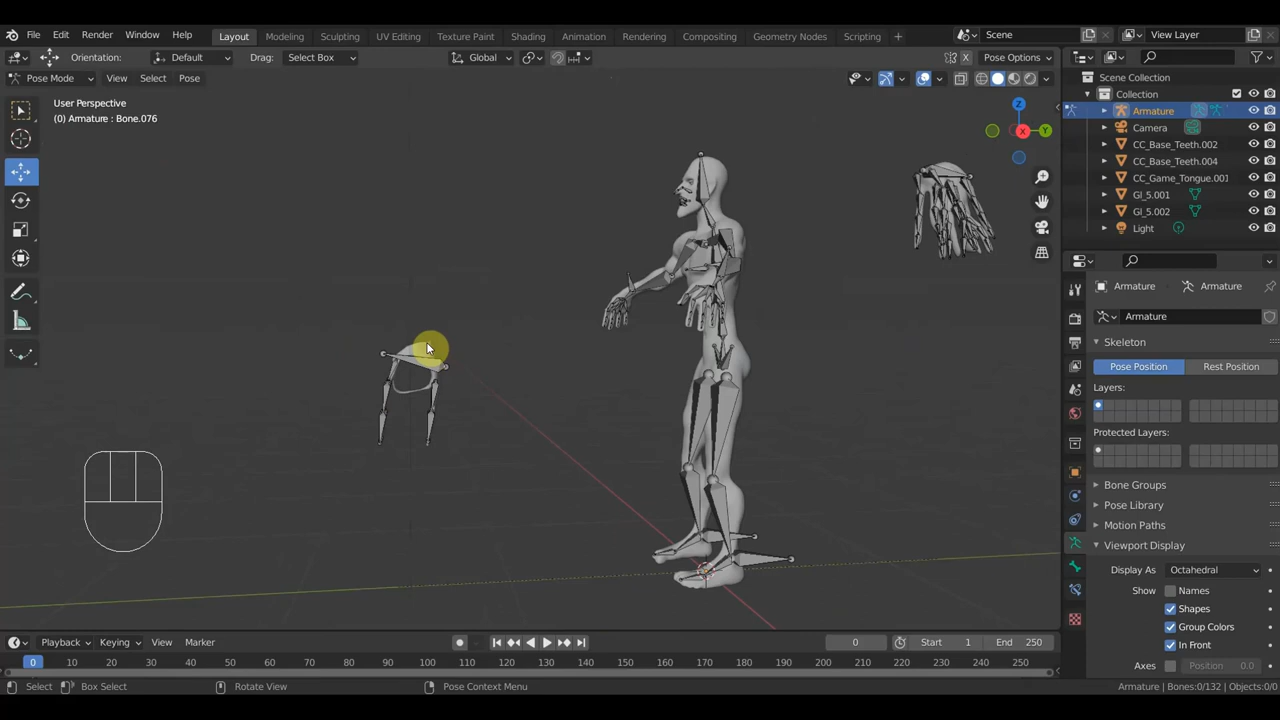 File Edit Render Window Help Layout Modeling Sculpting UV Editing Texture Paint Shading Animation Rendering Compositing Geometry Nodes Scripting + Scene View Layer
Orientation: Default Drag: Select Box Global X Pose Options
Pose Mode View Select Pose
Scene Collection
Collection
User Perspective
(0) Armature : Bone.076
Armature
Camera
CC_Base_Teeth.002
CC_Base_Teeth.004
CC_Game_Tongue.001
GI_5.001
GI_5.002
Light
Z
X
Y
Armature Armature
Armature
Skeleton
Pose Position Rest Position
Layers:
Protected Layers:
Bone Groups
Pose Library
Motion Paths
Viewport Display
Display As Octahedral
Show Names
Shapes
Group Colors
In Front
Axes Position 0.0
Playback Keying View Marker 0 Start 1 End 250
0 10 20 30 40 50 60 70 80 90 100 110 120 130 140 150 160 170 180 190 200 210 220 230 240 250
Select Box Select Rotate View Pose Context Menu Armature | Bones:0/132 | Objects:0/0